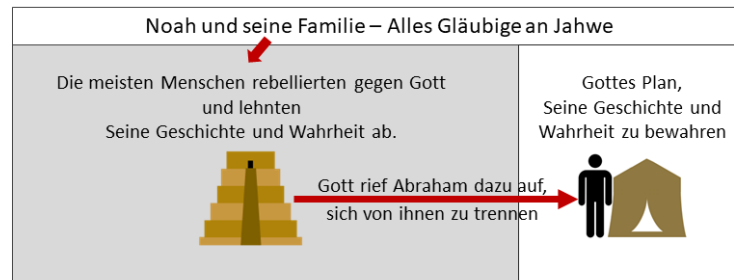 Noah und seine Familie – Alles Gläubige an Jahwe
Die meisten Menschen rebellierten gegen Gott
und lehnten
Seine Geschichte und Wahrheit ab.
Gottes Plan,
Seine Geschichte und
Wahrheit zu bewahren
Gott rief Abraham dazu auf,
sich von ihnen zu trennen